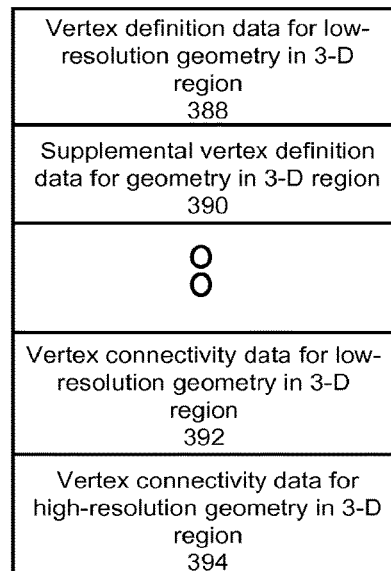 Vertex definition data for low-
resolution geometry in 3-D
region
388
Supplemental vertex definition
data for geometry in 3-D region
390
Vertex connectivity data for low-
resolution geometry in 3-D
region
392
Vertex connectivity data for
high-resolution geometry in 3-D
region
394